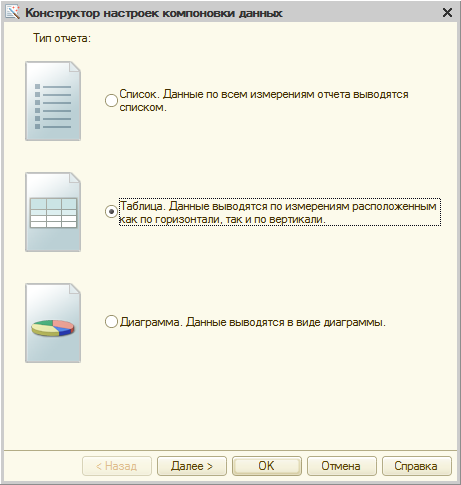 Конструктор настроек компоновки данных
Тип отчета:
Список. Данные по всем измерениям отчета выводятся
списком.
Таблица. Данные выводятся по измерениям расположенным
как по горизонтали, так и по вертикали.
Диаграмма. Данные выводятся в виде диаграммы.
< Назад Далее > OK Отмена Справка